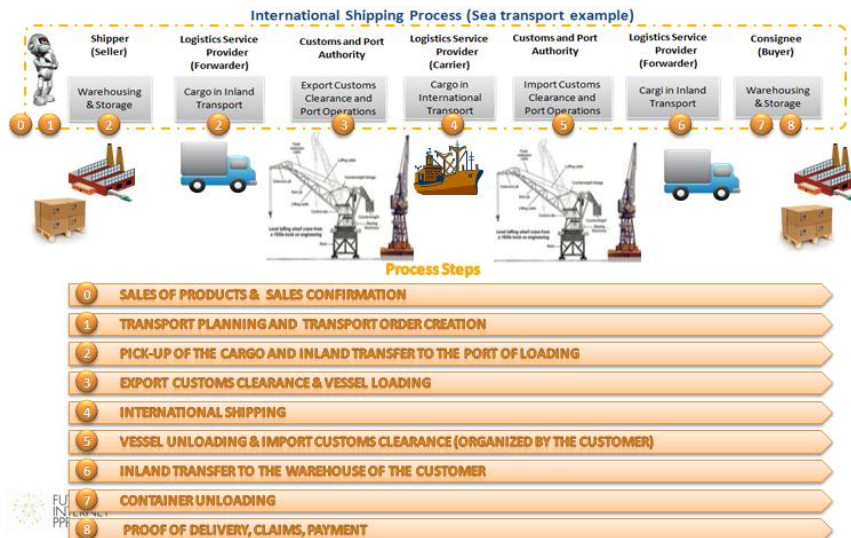 International Shipping Process (Sea transport example)
Shipper
(Seller)
Logistics Service
Provider
(Forwarder)
Customs and Port
Authority
Logistics Service
Provider
(Carrier)
Customs and Port
Authority
Logistics Service
Provider
(Forwarder)
Consignee
(Buyer)
Warehousing
& Storage
Cargo in Inland
Transport
Export Customs
Clearance and
Port Operations
Cargo in
International
Transport
Import Customs
Clearance and
Port Operations
Cargi in Inland
Transport
Warehousing
& Storage
0
1
2
2
3
4
5
6
7
8
Process Steps
0 SALES OF PRODUCTS & SALES CONFIRMATION
1 TRANSPORT PLANNING AND TRANSPORT ORDER CREATION
2 PICK-UP OF THE CARGO AND INLAND TRANSFER TO THE PORT OF LOADING
3 EXPORT CUSTOMS CLEARANCE & VESSEL LOADING
4 INTERNATIONAL SHIPPING
5 VESSEL UNLOADING & IMPORT CUSTOMS CLEARANCE (ORGANIZED BY THE CUSTOMER)
6 INLAND TRANSFER TO THE WAREHOUSE OF THE CUSTOMER
7 CONTAINER UNLOADING
8 PROOF OF DELIVERY, CLAIMS, PAYMENT